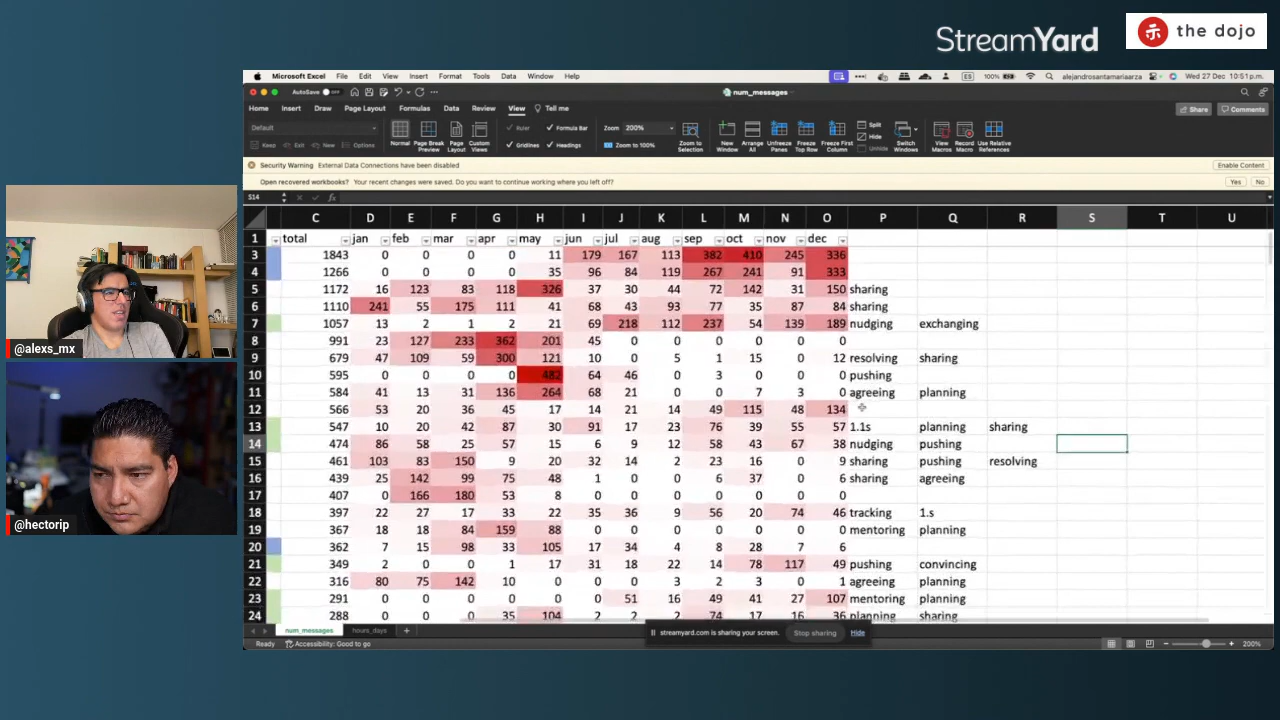 StreamYard
the dojo
Microsoft Excel File Edit View Insert Format Tools Data Window Help
100% ES alejandrosantamariaarza Wed 27 Dec 10:51 p.m.
AutoSave num_messages
Home Insert Draw Page Layout Formulas Data Review View Tell me Share Comments
Default Ruler Formula Bar Zoom 200% Split
Hide
Keep Exit New Options Normal Page Break Preview Page Layout Custom Views Gridlines Headings Zoom to 100% Zoom to Selection New Window Arrange All Unfreeze Panes Freeze Top Row Freeze First Column Unhide Switch Windows View Macros Record Macro Use Relative References
Security Warning External Data Connections have been disabled Enable Content
Open recovered workbooks? Your recent changes were saved. Do you want to continue working where you left off? Yes No
S14 fx
C D E F G H I J K L M N O P Q R S T U
1 total jan feb mar apr may jun jul aug sep oct nov dec
3 1843 0 0 0 0 11 179 167 113 382 410 245 336
4 1266 0 0 0 0 35 96 84 119 267 241 91 333
5 1172 16 123 83 118 326 37 30 44 72 142 31 150 sharing
6 1110 241 55 175 111 41 68 43 93 77 35 87 84 sharing
7 1057 13 2 1 2 21 69 218 112 237 54 139 189 nudging exchanging
8 991 23 127 233 362 201 45 0 0 0 0 0 0
9 679 47 109 59 300 121 10 0 5 1 15 0 12 resolving sharing
10 595 0 0 0 0 482 64 46 0 3 0 0 0 pushing
11 584 41 13 31 136 264 68 21 0 0 7 3 0 agreeing planning
12 566 53 20 36 45 17 14 21 14 49 115 48 134
13 547 10 20 42 87 30 91 17 23 76 39 55 57 1.1s planning sharing
14 474 86 58 25 57 15 6 9 12 58 43 67 38 nudging pushing
15 461 103 83 150 9 20 32 14 2 23 16 0 9 sharing pushing resolving
16 439 25 142 99 75 48 1 0 0 6 37 0 6 sharing agreeing
17 407 0 166 180 53 8 0 0 0 0 0 0 0
18 397 22 27 17 33 22 35 36 9 56 20 74 46 tracking 1.s
19 367 18 18 84 159 88 0 0 0 0 0 0 0 mentoring planning
20 362 7 15 98 33 105 17 34 4 8 28 7 6
21 349 2 0 0 1 17 31 18 22 14 78 117 49 pushing convincing
22 316 80 75 142 10 0 0 0 3 2 3 0 1 agreeing planning
23 291 0 0 0 0 0 0 51 16 49 41 27 107 mentoring planning
24 288 0 0 0 35 104 2 2 2 74 17 16 36 planning sharing
num_messages hours_days
streamyard.com is sharing your screen. Stop sharing Hide
Ready Accessibility: Good to go 200%
@alexs_mx
@hectorip